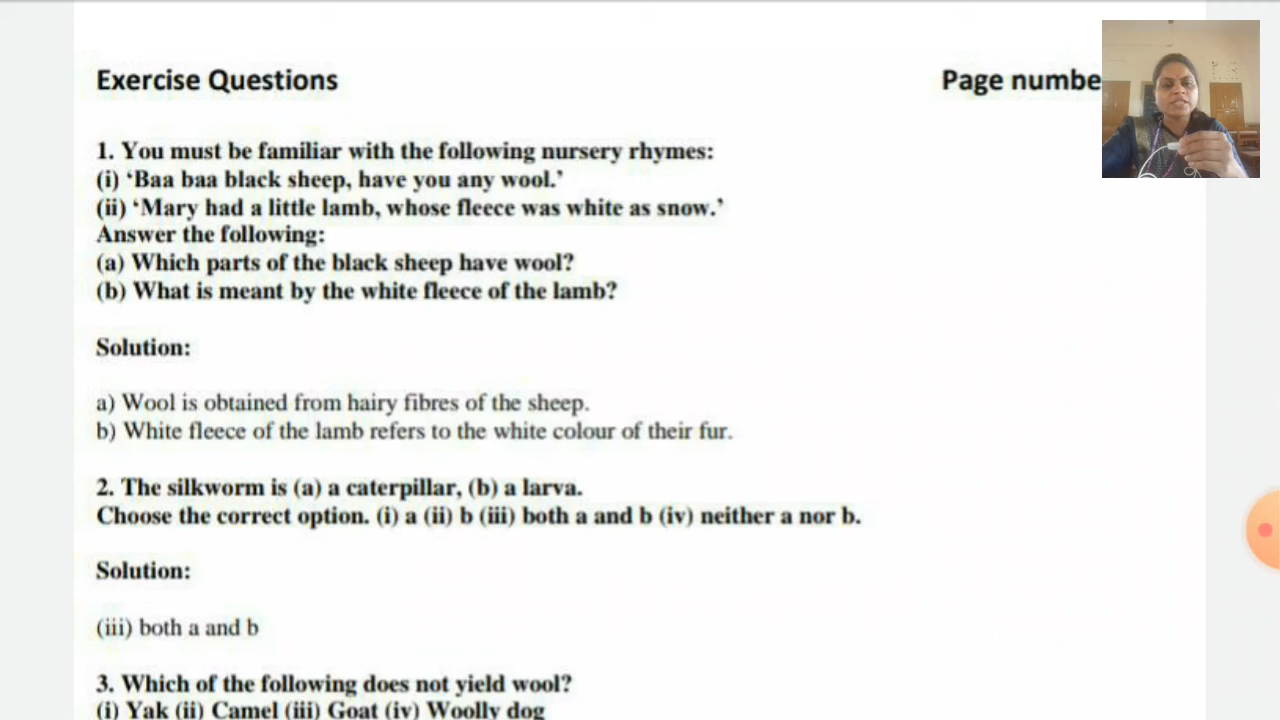 Exercise Questions
Page numbe
1. You must be familiar with the following nursery rhymes:
(i) ‘Baa baa black sheep, have you any wool.’
(ii) ‘Mary had a little lamb, whose fleece was white as snow.’
Answer the following:
(a) Which parts of the black sheep have wool?
(b) What is meant by the white fleece of the lamb?
Solution:
a) Wool is obtained from hairy fibres of the sheep.
b) White fleece of the lamb refers to the white colour of their fur.
2. The silkworm is (a) a caterpillar, (b) a larva.
Choose the correct option. (i) a (ii) b (iii) both a and b (iv) neither a nor b.
Solution:
(iii) both a and b
3. Which of the following does not yield wool?
(i) Yak (ii) Camel (iii) Goat (iv) Woolly dog